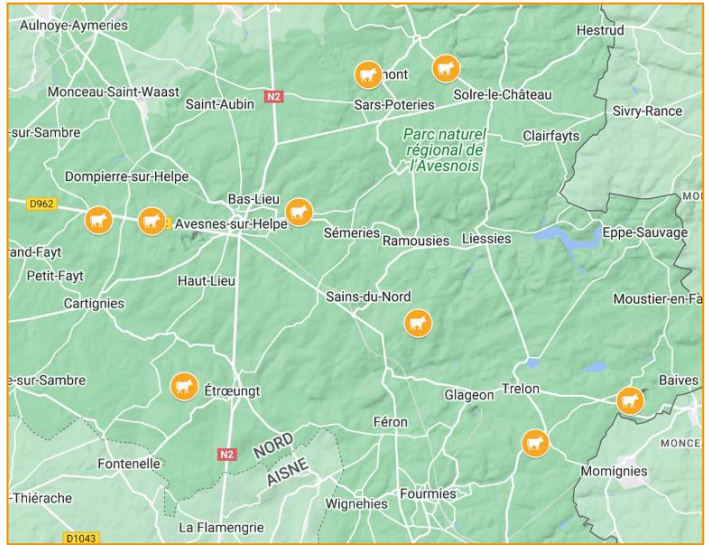 Aulnoye-Aymeries
Hestrud
nont
Monceau-Saint-Waast
Saint-Aubin
N2
Sars-Poteries
Solre-le-Château
Sivry-Rance
-sur-Sambre
Parc naturel
régional de
l'Avesnois
Clairfayts
Dompierre-sur-Helpe
D962
Bas-Lieu
MOI
Avesnes-sur-Helpe
Sémeries
Ramousies
Liessies
Eppe-Sauvage
rand-Fayt
Petit-Fayt
Haut-Lieu
Sains-du-Nord
Moustier-en-Fa
Cartignies
e-sur-Sambre
Étrœungt
Glageon
Trelon
Baives
Féron
N2
NORD
AISNE
MONCE
Fontenelle
Momignies
-Thiérache
Wignehies
Fourmies
La Flamengrie
D1043